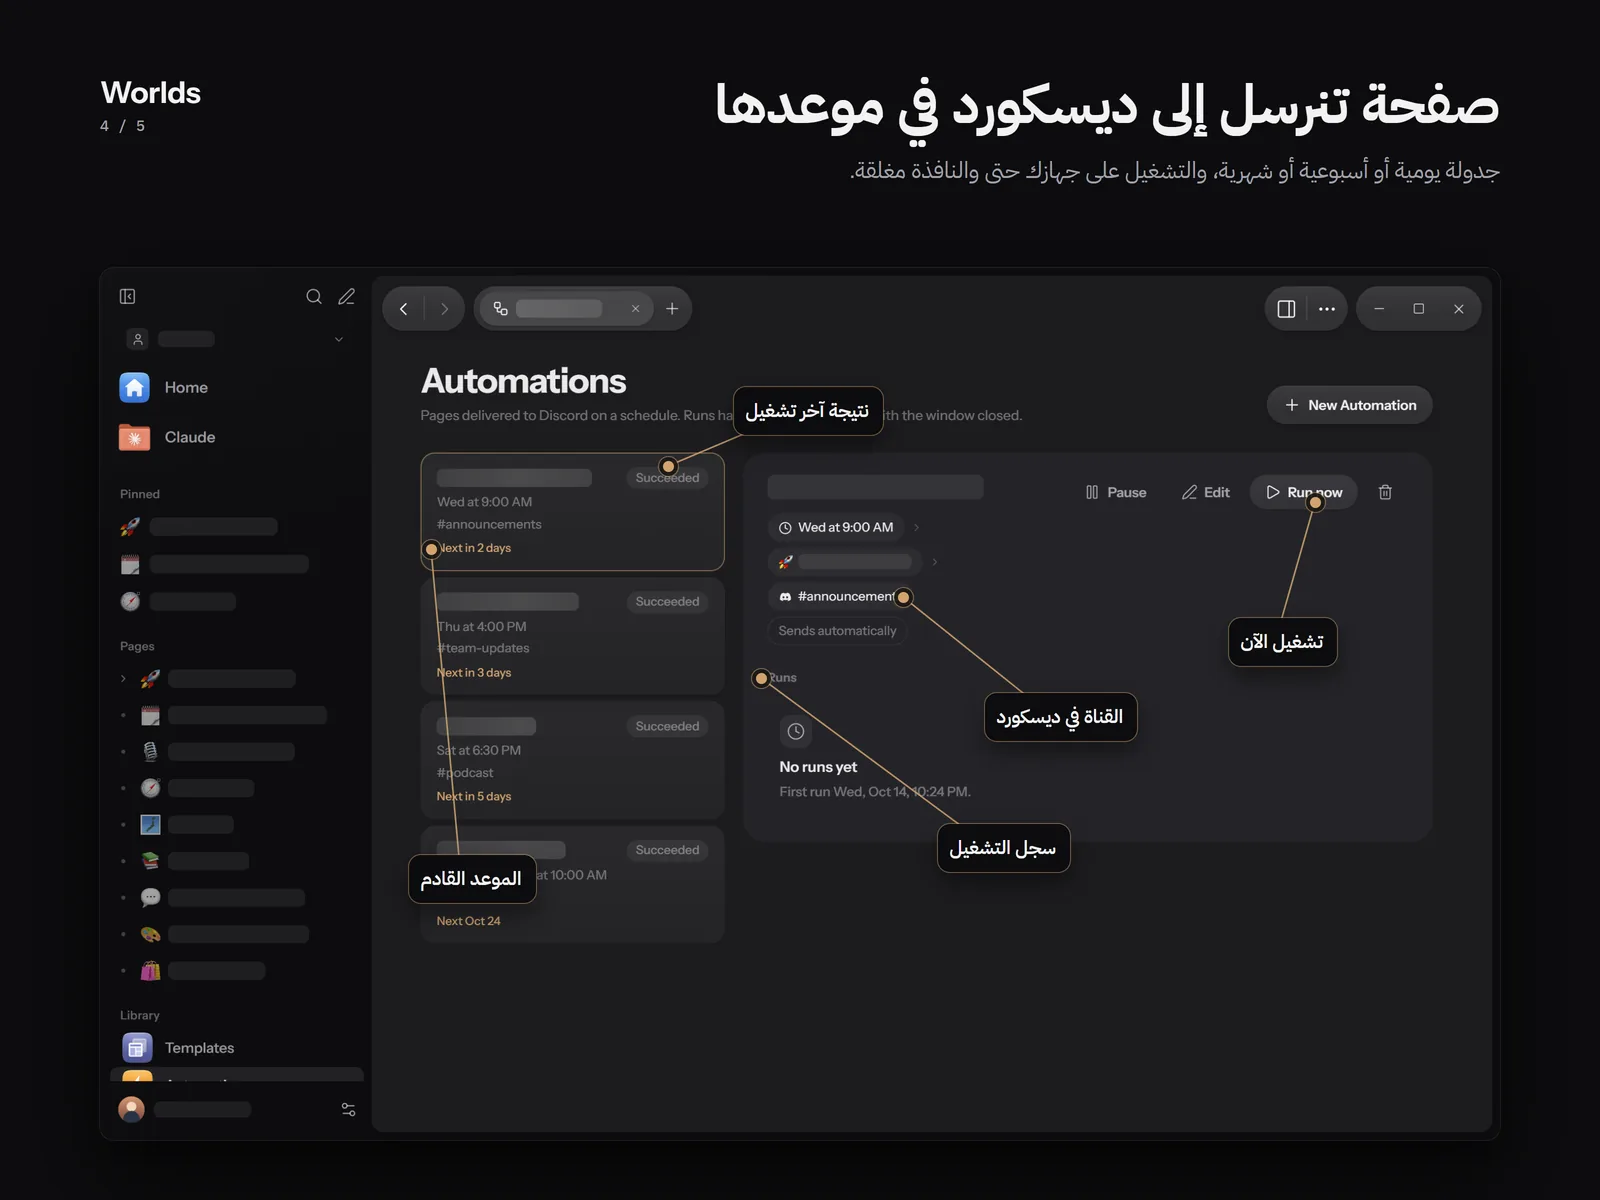 Worlds
4 / 5
صفحة تنرسل إلى ديسكورد في موعدها
جدولة يومية أو أسبوعية أو شهرية، والتشغيل على جهازك حتى والنافذة مغلقة.
Home
Claude
Pinned
Pages
Library
Templates
Automations
Pages delivered to Discord on a schedule. Runs
th the window closed.
نتيجة آخر تشغيل
New Automation
Succeeded
Wed at 9:00 AM
#announcements
Next in 2 days
Succeeded
Thu at 4:00 PM
#team-updates
Next in 3 days
Succeeded
Sat at 6:30 PM
#podcast
Next in 5 days
Succeeded
at 10:00 AM
Next Oct 24
الموعد القادم
Pause
Edit
Run now
Wed at 9:00 AM
#announcement
Sends automatically
تشغيل الآن
Runs
القناة في ديسكورد
No runs yet
First run Wed, Oct 14, 10:24 PM.
سجل التشغيل